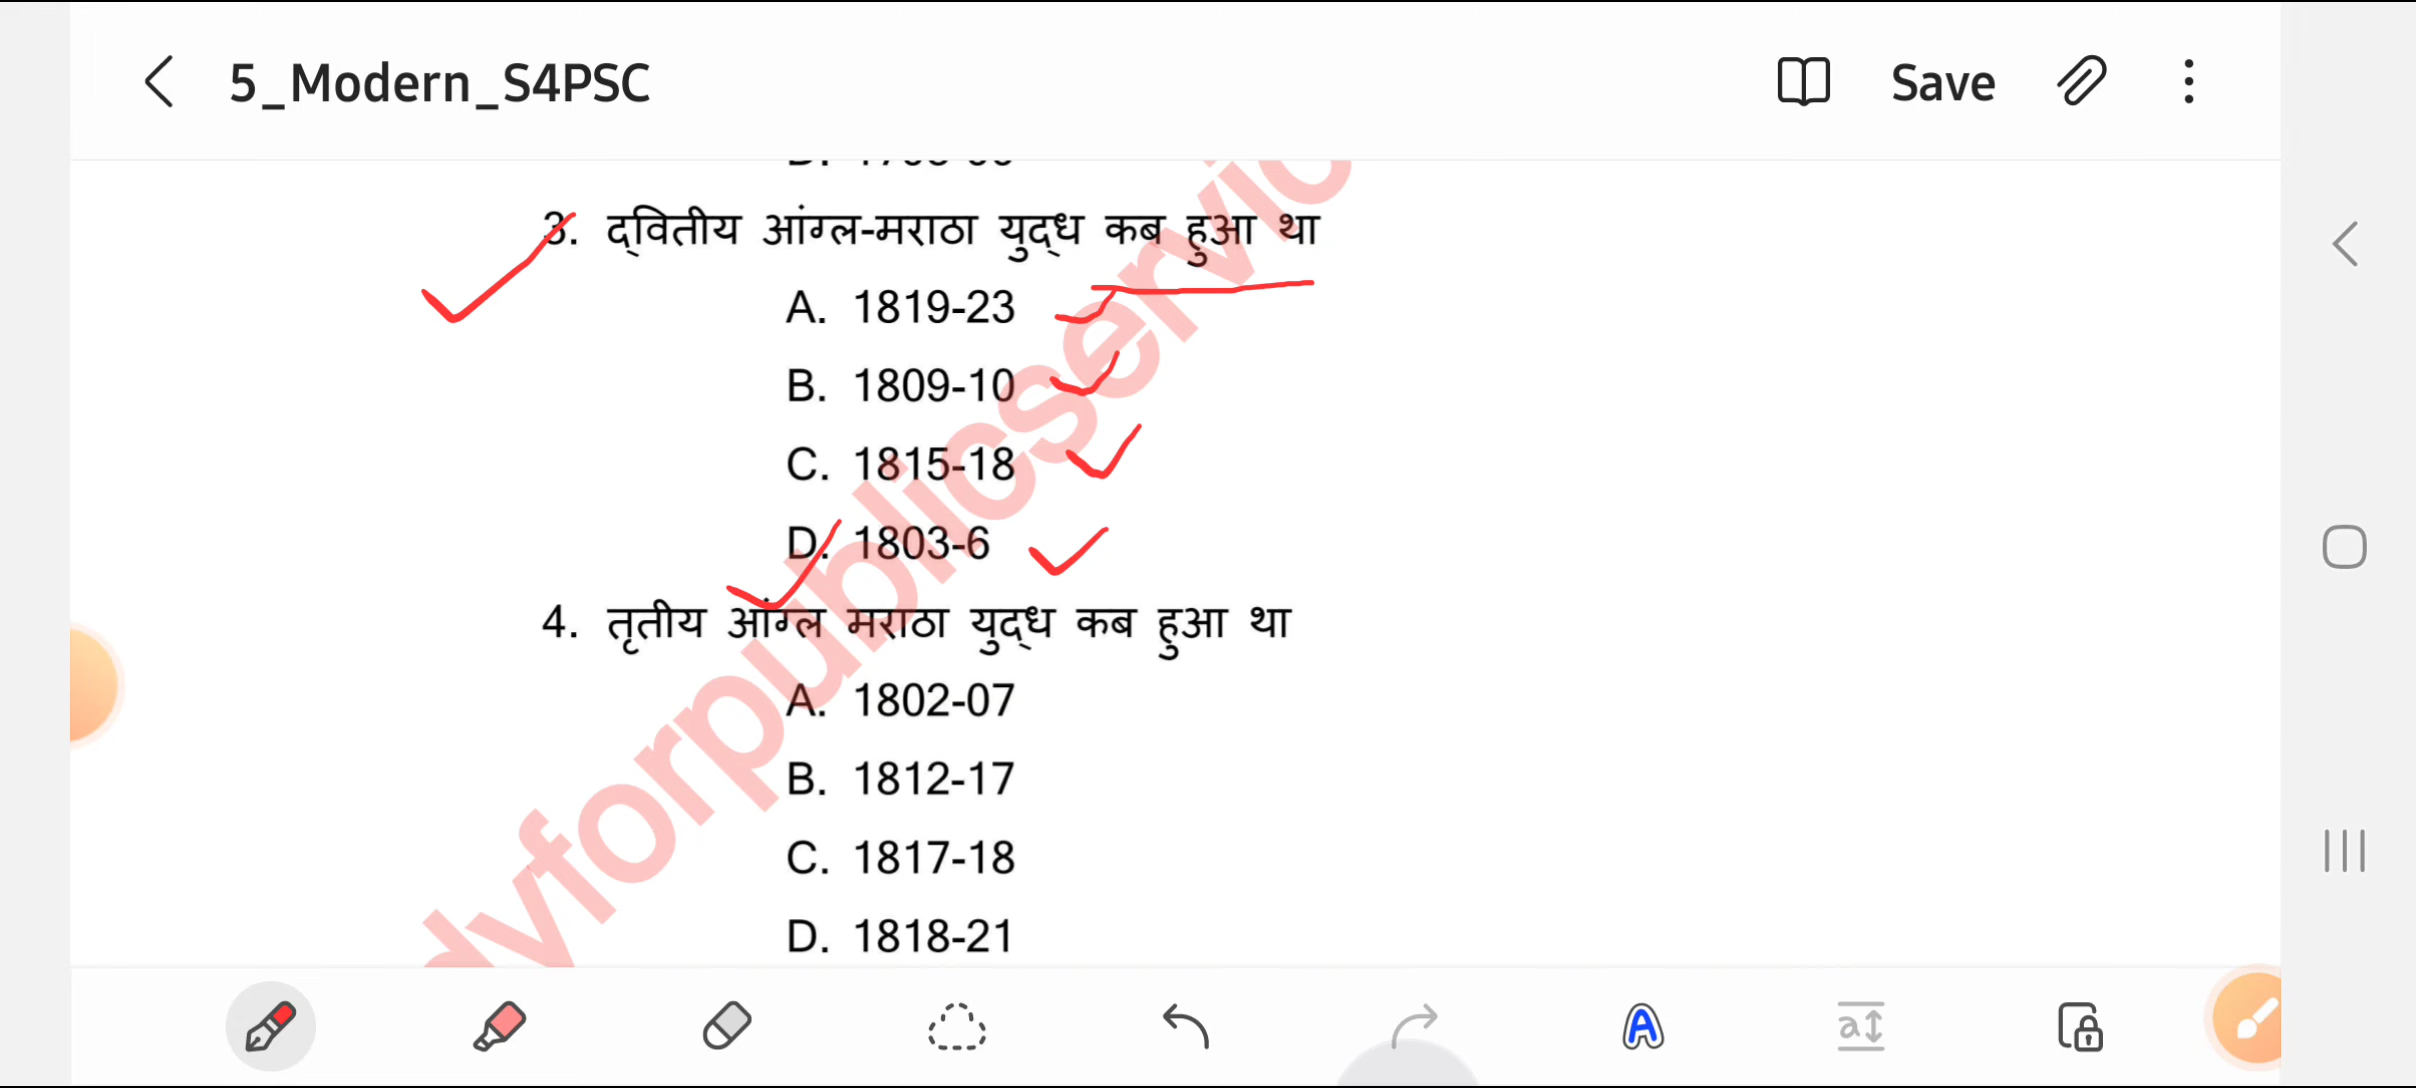 5_Modern_S4PSC
Save
3. द्वितीय आंग्ल-मराठा युद्ध कब हुआ था
A. 1819-23
B. 1809-10
C. 1815-18
D. 1803-6
4. तृतीय आंग्ल मराठा युद्ध कब हुआ था
A. 1802-07
B. 1812-17
C. 1817-18
D. 1818-21
dyforpublicservic